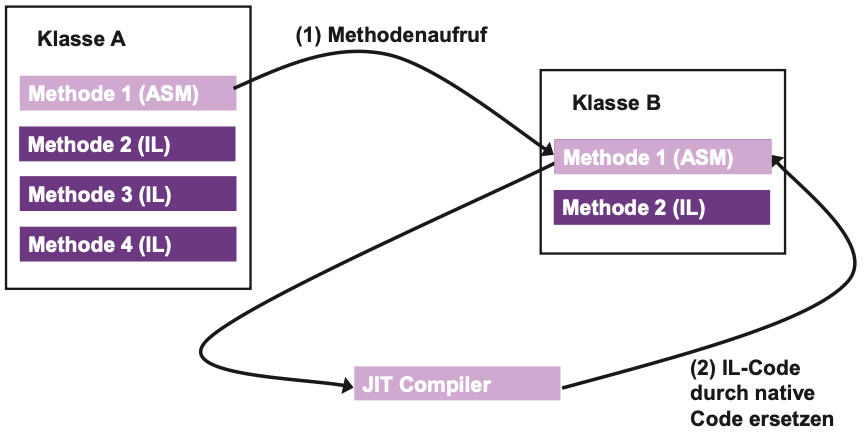 Klasse A
Methode 1 (ASM)
Methode 2 (IL)
Methode 3 (IL)
Methode 4 (IL)
(1) Methodenaufruf
Klasse B
Methode 1 (ASM)
Methode 2 (IL)
JIT Compiler
(2) IL-Code
durch native
Code ersetzen